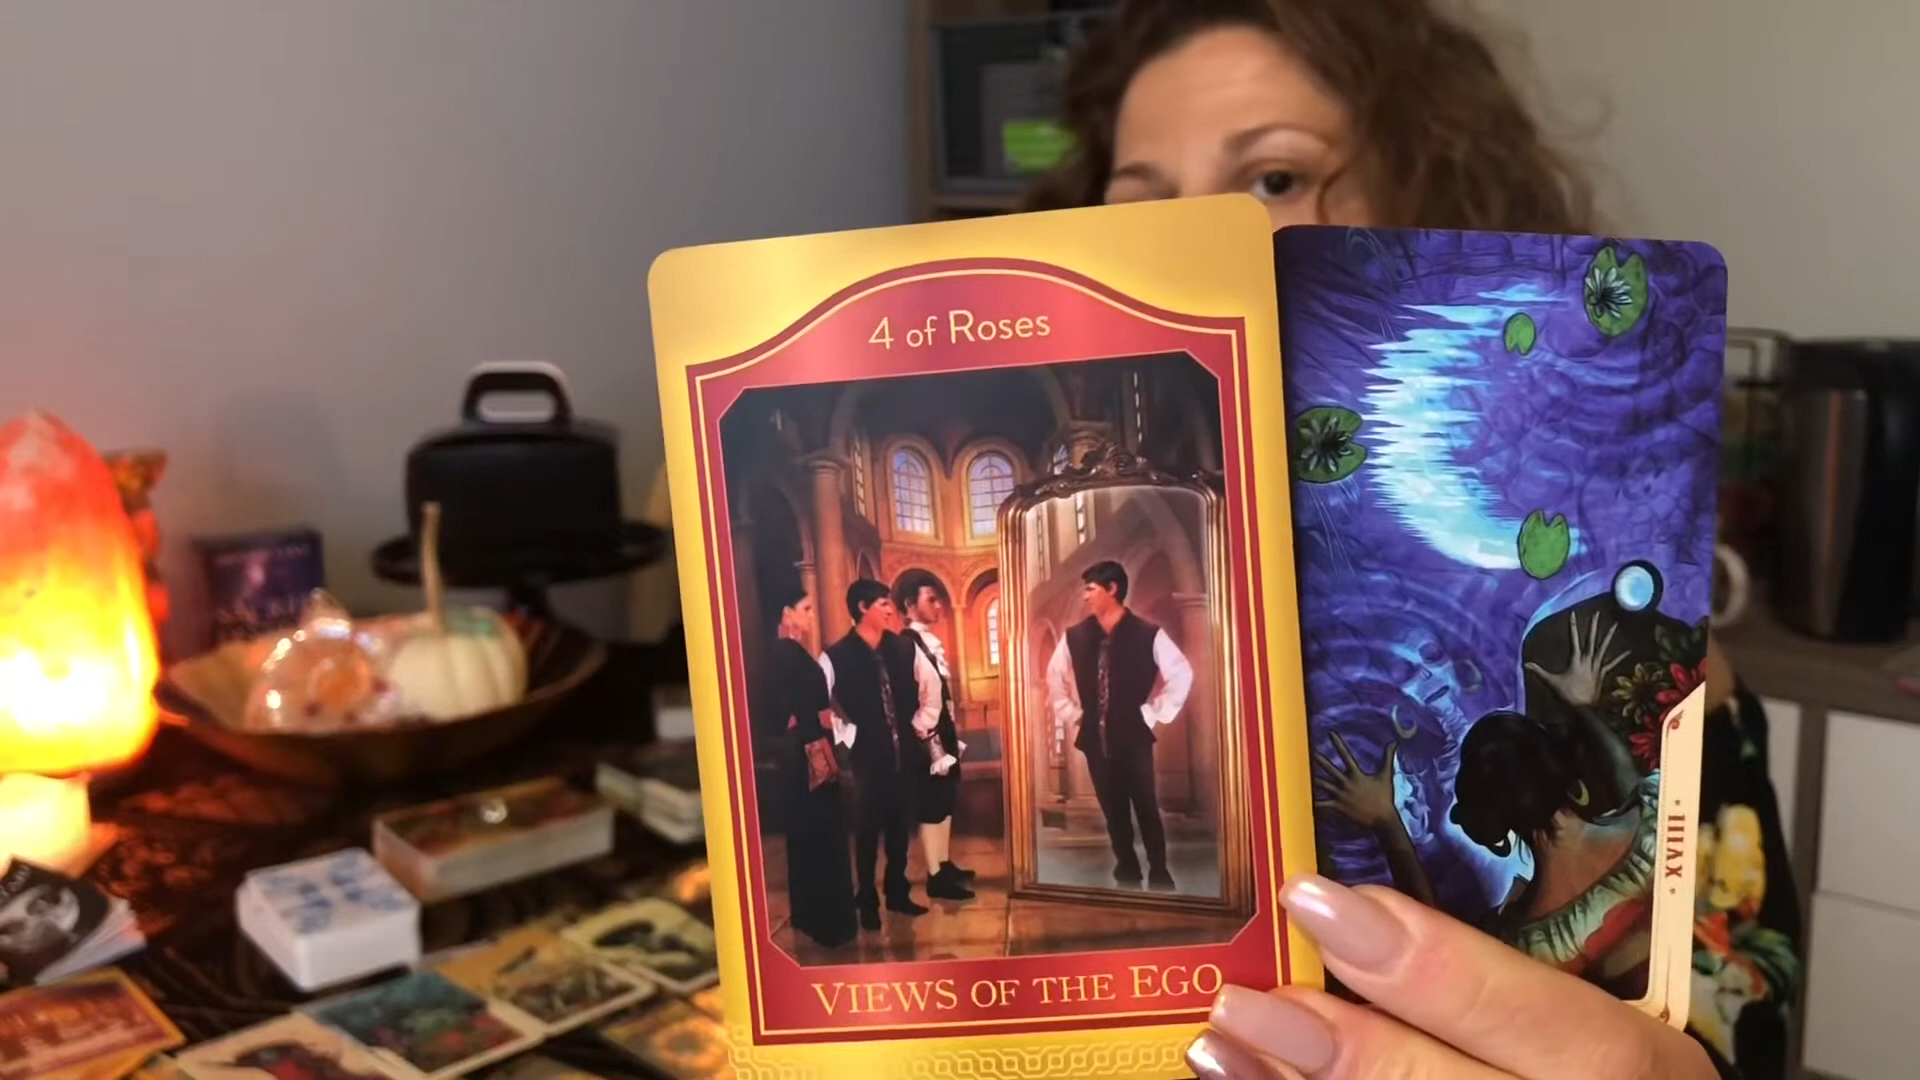 4 of Roses
VIEWS OF THE EGO
• XVIII •